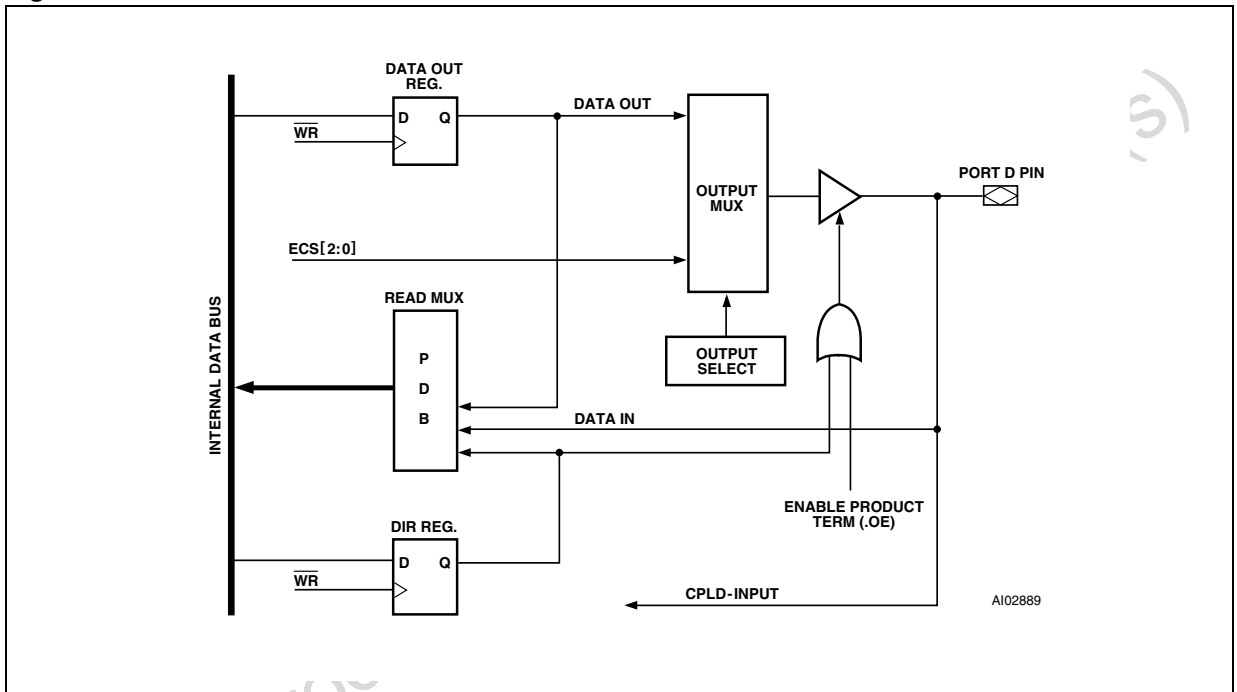 DATA OUT
REG.
D Q
WR
DATA OUT
OUTPUT
MUX
PORT D PIN
ECS[2:0]
READ MUX
P
D
B
OUTPUT
SELECT
INTERNAL DATA BUS
DATA IN
ENABLE PRODUCT
TERM (.OE)
DIR REG.
D Q
WR
CPLD-INPUT
AI02889